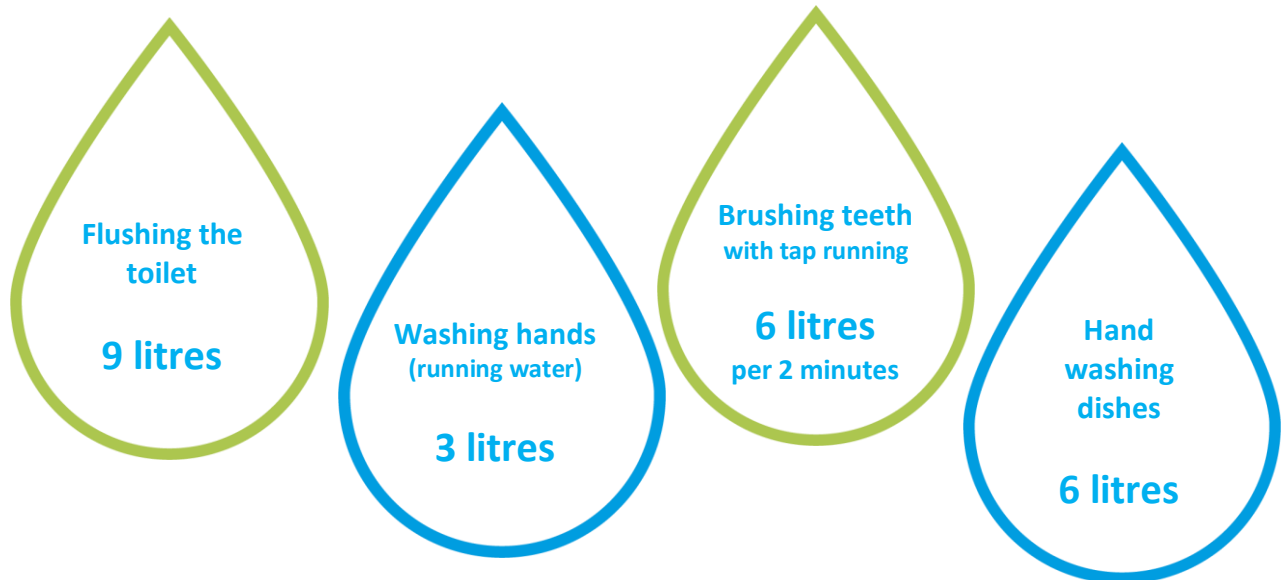 Flushing the
toilet
9 litres
Washing hands
(running water)
3 litres
Brushing teeth
with tap running
6 litres
per 2 minutes
Hand
washing
dishes
6 litres